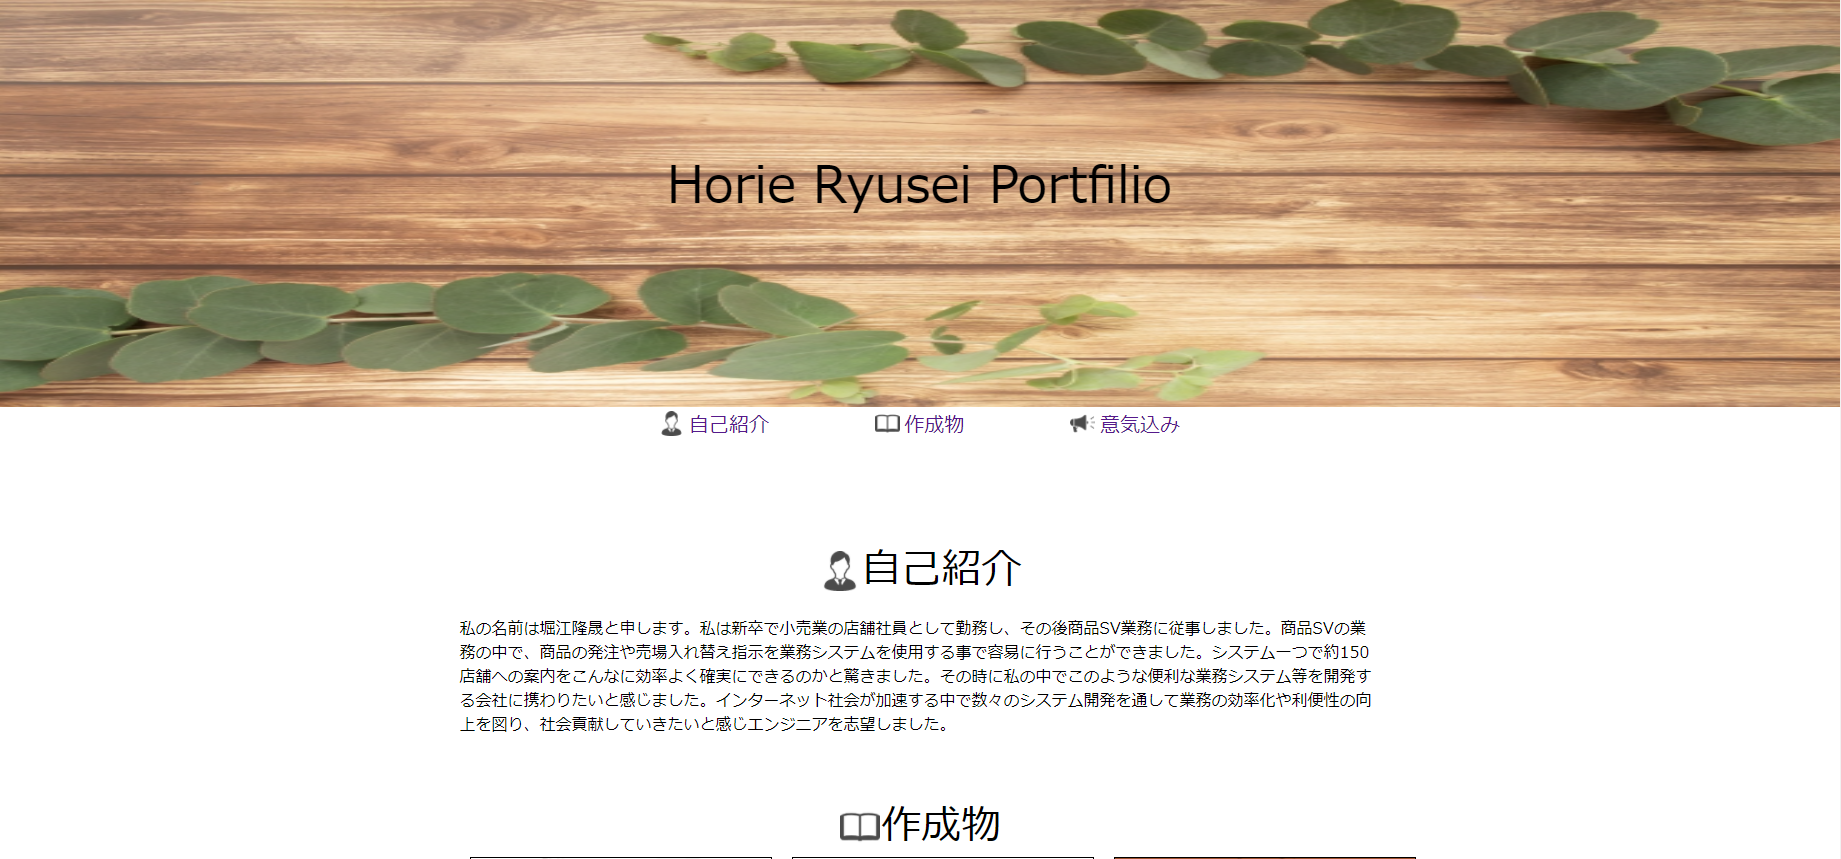 Horie Ryusei Portfilio
自己紹介
作成物
意気込み
自己紹介
私の名前は堀江隆晟と申します。私は新卒で小売業の店舗社員として勤務し、その後商品SV業務に従事しました。商品SVの業
務の中で、商品の発注や売場入れ替え指示を業務システムを使用する事で容易に行うことができました。システム一つで約150
店舗への案内をこんなに効率よく確実にできるのかと驚きました。その時に私の中でこのような便利な業務システム等を開発す
る会社に携わりたいと感じました。インターネット社会が加速する中で数々のシステム開発を通して業務の効率化や利便性の向
上を図り、社会貢献していきたいと感じエンジニアを志望しました。
作成物